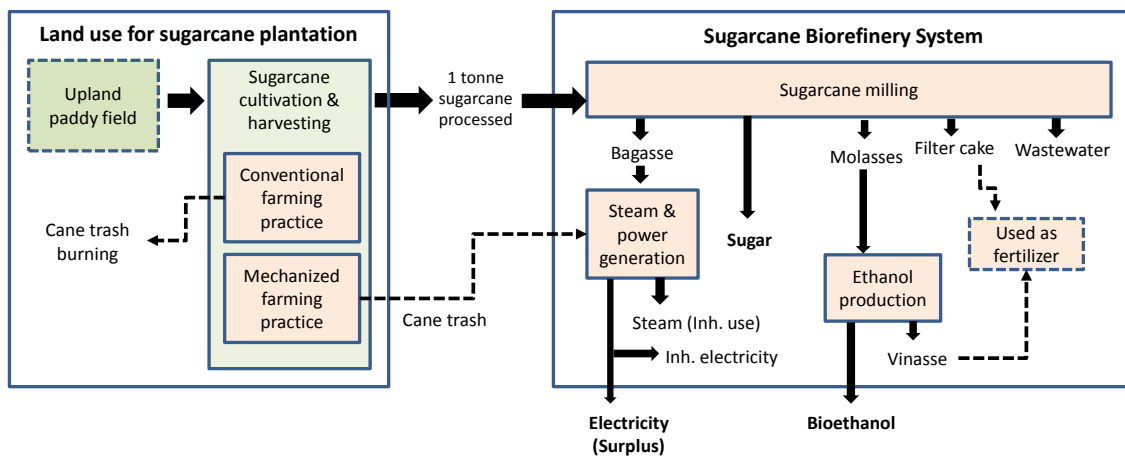 Land use for sugarcane plantation
Upland
paddy field
Sugarcane
cultivation &
harvesting
Conventional
farming
practice
Mechanized
farming
practice
Cane trash
burning
Cane trash
1 tonne
sugarcane
processed
Sugarcane Biorefinery System
Sugarcane milling
Bagasse
Molasses
Filter cake
Wastewater
Steam &
power
generation
Sugar
Used as
fertilizer
Ethanol
production
Steam (Inh. use)
Inh. electricity
Vinasse
Electricity
(Surplus)
Bioethanol